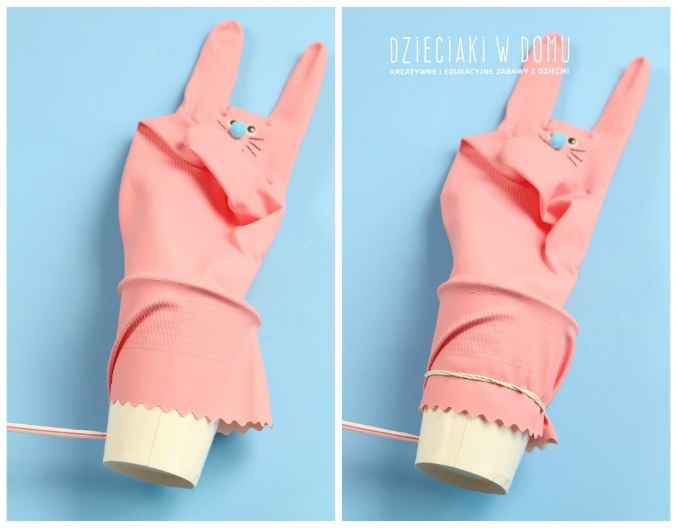 DZIECIAKI W DOMU
KREATYWNE I EDUKACYJNE ZABAWY Z DZIEĆMI